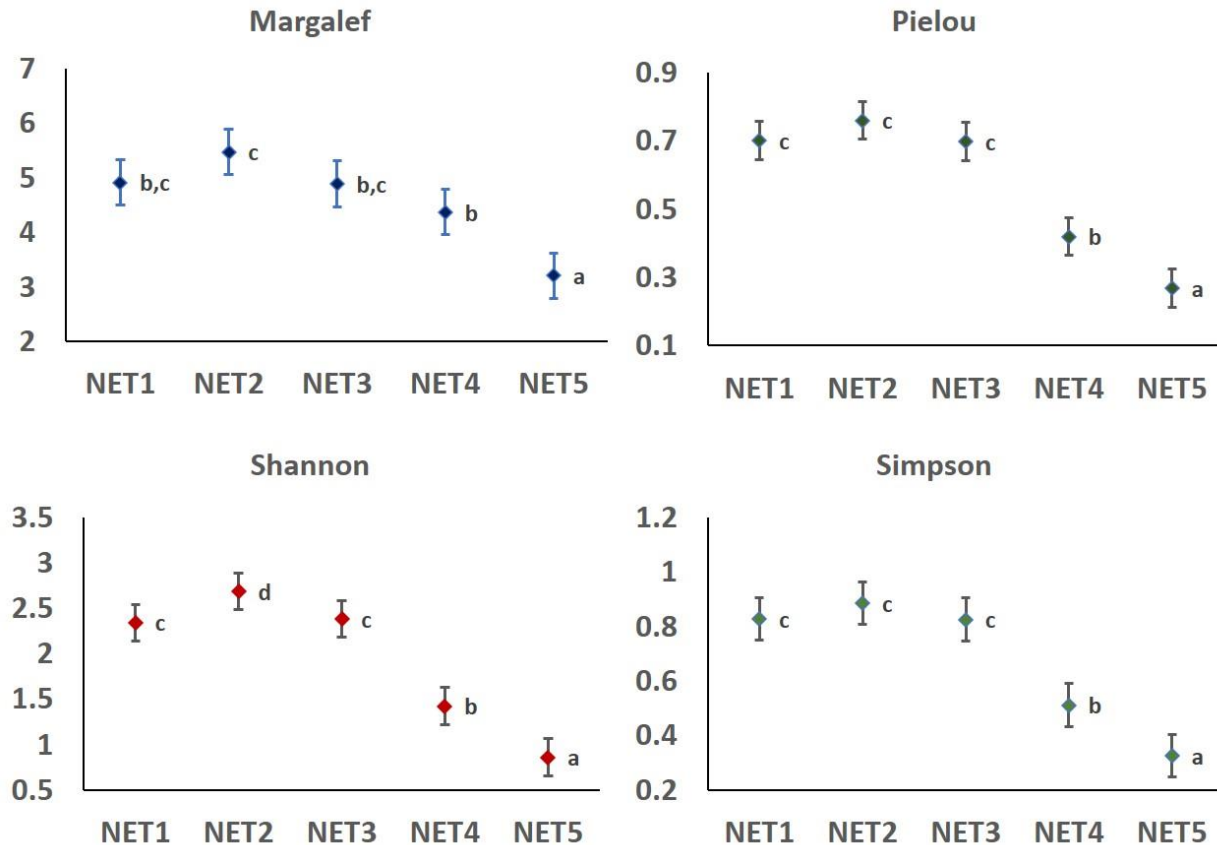 Margalef
7
6
5
4
3
2
b,c
c
b,c
b
a
NET1 NET2 NET3 NET4 NET5
Pielou
0.9
0.7
0.5
0.3
0.1
c
c
c
b
a
NET1 NET2 NET3 NET4 NET5
Shannon
3.5
3
2.5
2
1.5
1
0.5
c
d
c
b
a
NET1 NET2 NET3 NET4 NET5
Simpson
1.2
1
0.8
0.6
0.4
0.2
c
c
c
b
a
NET1 NET2 NET3 NET4 NET5